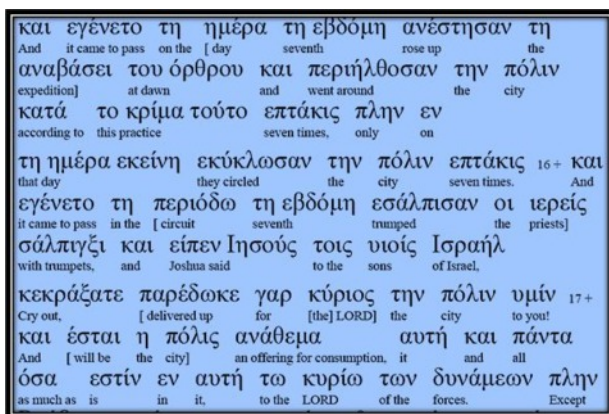 και εγένετο τη ημέρα τη εβδόμη ανέστησαν τη
And it came to pass on the [ day seventh rose up the
αναβάσει του όρθρου και περιήλθοσαν την πόλιν
expedition] at dawn and went around the city
κατά το κρίμα τούτο επτάκις πλην εν
according to this practice seven times, only on
τη ημέρα εκείνη εκύκλωσαν την πόλιν επτάκις 16+ και
that day they circled the city seven times. And
εγένετο τη περιόδω τη εβδόμη εσάλπισαν οι ιερείς
it came to pass in the [ circuit seventh trumped the priests]
σάλπιγξι και είπεν Ιησούς τοις υιοίς Ισραήλ
with trumpets, and Joshua said to the sons of Israel,
κεκράξατε παρέδωκε γαρ κύριος την πόλιν υμίν 17+
Cry out, [ delivered up for [the] LORD] the city to you!
και έσται η πόλις ανάθεμα αυτή και πάντα
And [ will be the city] an offering for consumption, it and all
όσα εστίν εν αυτή τω κυρίω των δυνάμεων πλην
as much as is in it, to the LORD of the forces. Except